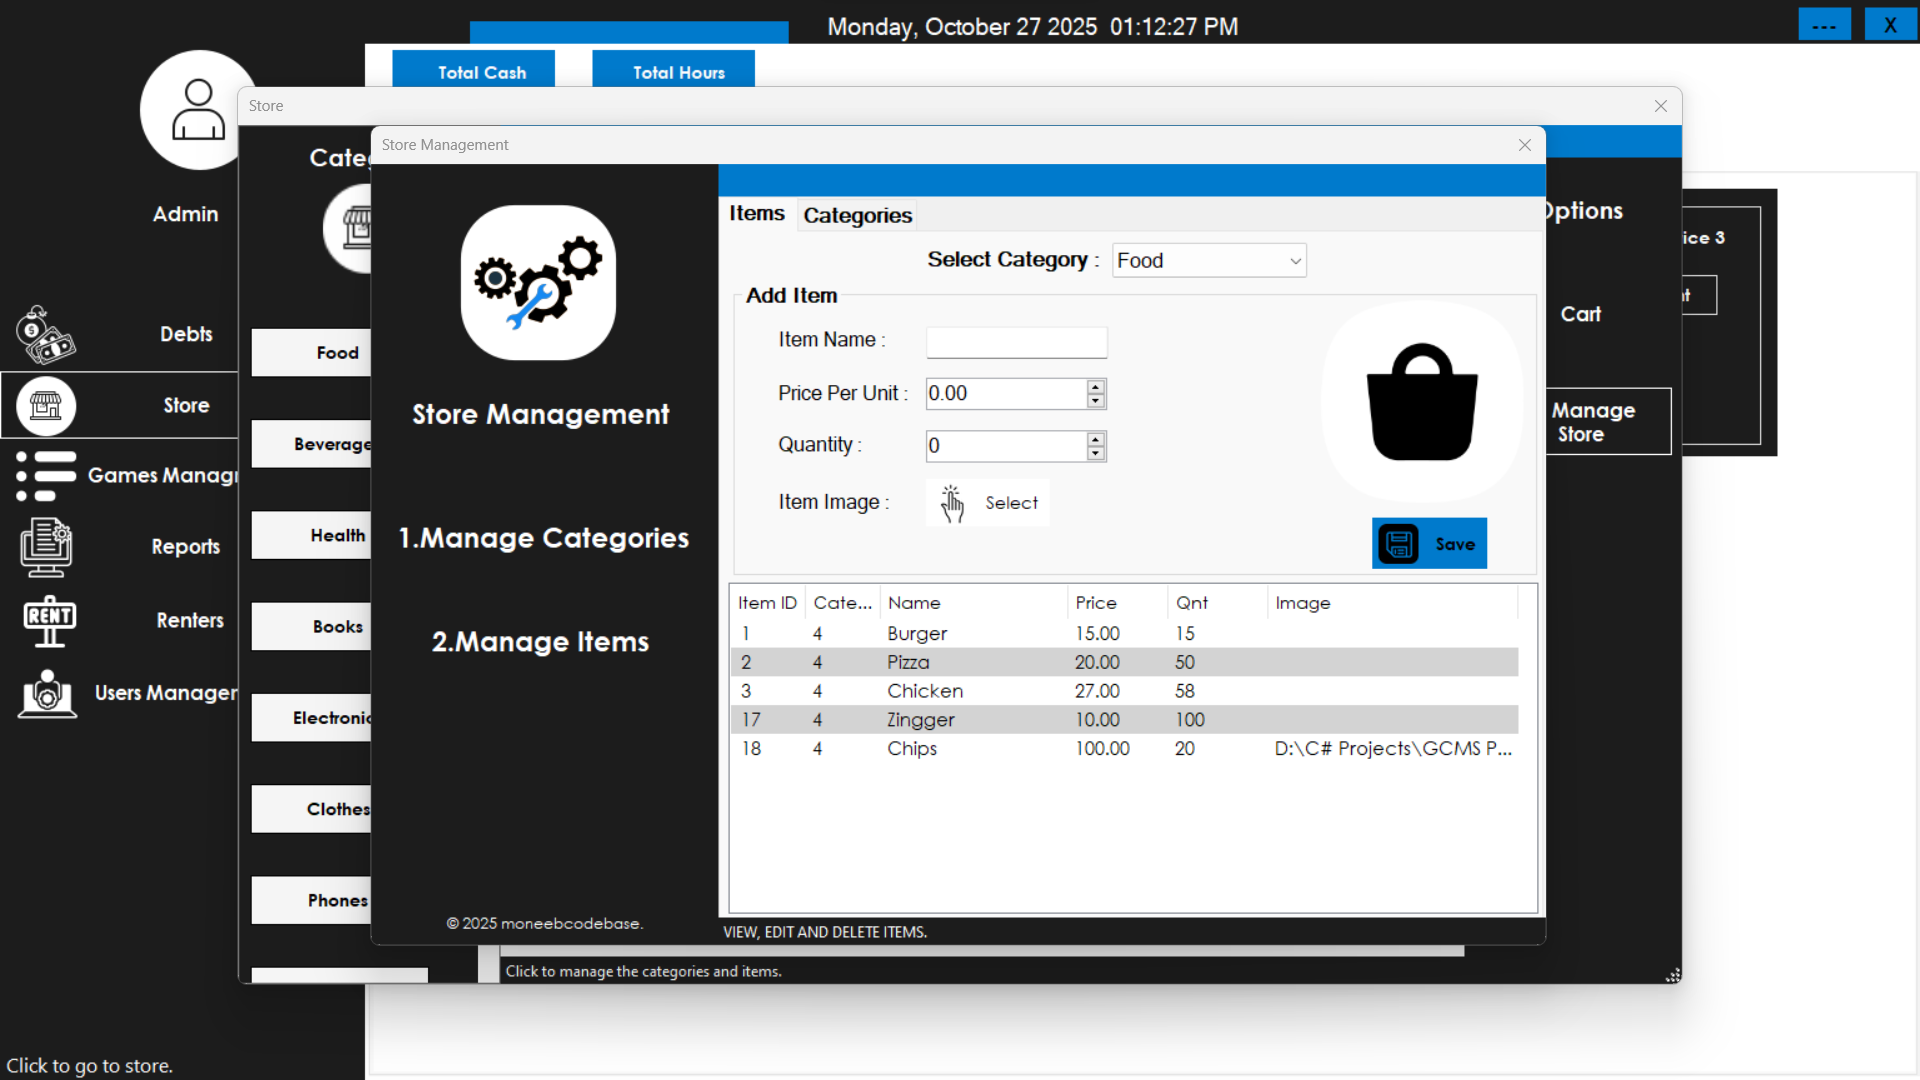 Monday, October 27 2025  01:12:27 PM
---
X
Total Cash
Total Hours
Admin
Debts
Store
Games Manag
Reports
RENT
Renters
Users Manager
Click to go to store.
Store
Food
Beverage
Health
Books
Clothes
Phones
Options
Cart
Manage
Store
ice 3
Click to manage the categories and items.
Store Management
Store Management
1.Manage Categories
2.Manage Items
© 2025 moneebcodebase.
Items
Categories
Select Category :
Food
Add Item
Item Name :
Price Per Unit :
0.00
Quantity :
0
Item Image :
Select
Save
Item ID Cate... Name Price Qnt Image
1 4 Burger 15.00 15
2 4 Pizza 20.00 50
3 4 Chicken 27.00 58
17 4 Zingger 10.00 100
18 4 Chips 100.00 20 D:\C# Projects\GCMS P...
VIEW, EDIT AND DELETE ITEMS.